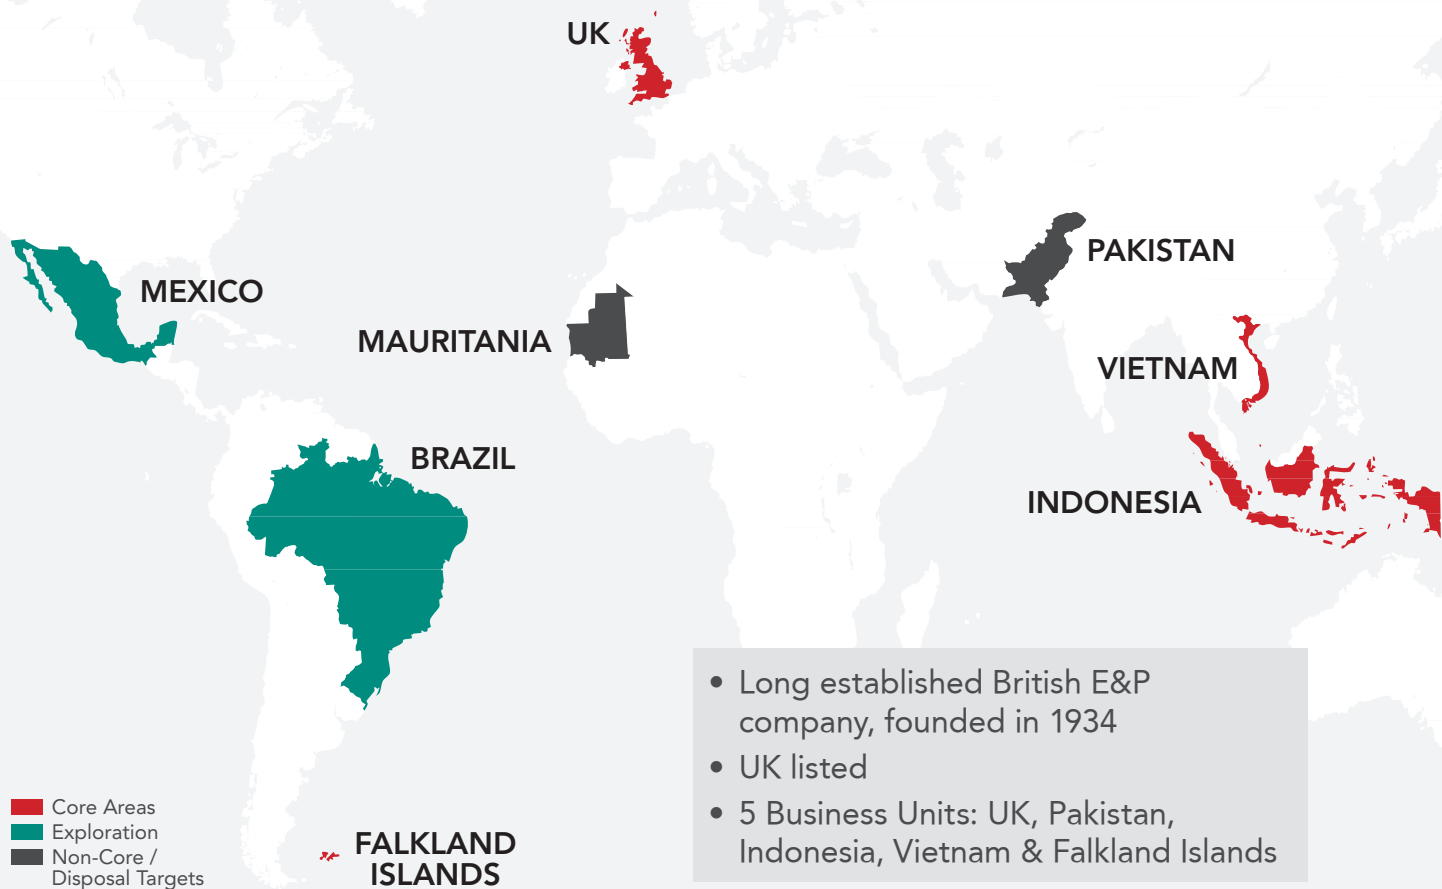 UK
PAKISTAN
MEXICO
MAURITANIA
VIETNAM
BRAZIL
INDONESIA
• Long established British E&P
company, founded in 1934
• UK listed
• 5 Business Units: UK, Pakistan,
Indonesia, Vietnam & Falkland Islands
Core Areas
Exploration
Non-Core /
Disposal Targets
FALKLAND
ISLANDS